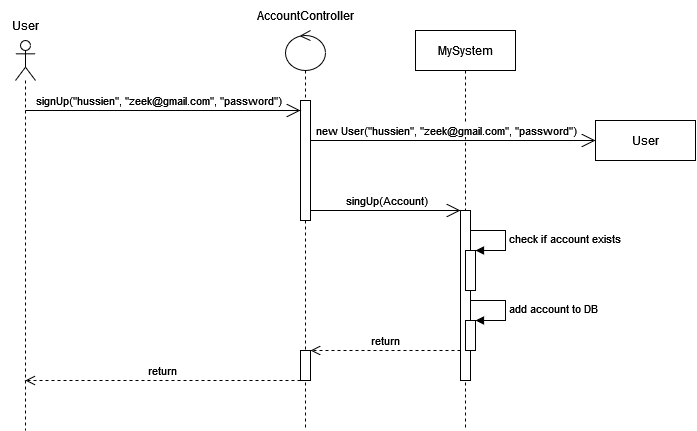 User
AccountController
MySystem
signUp("hussien", "zeek@gmail.com", "password")
new User("hussien", "zeek@gmail.com", "password")
User
singUp(Account)
check if account exists
add account to DB
return
return